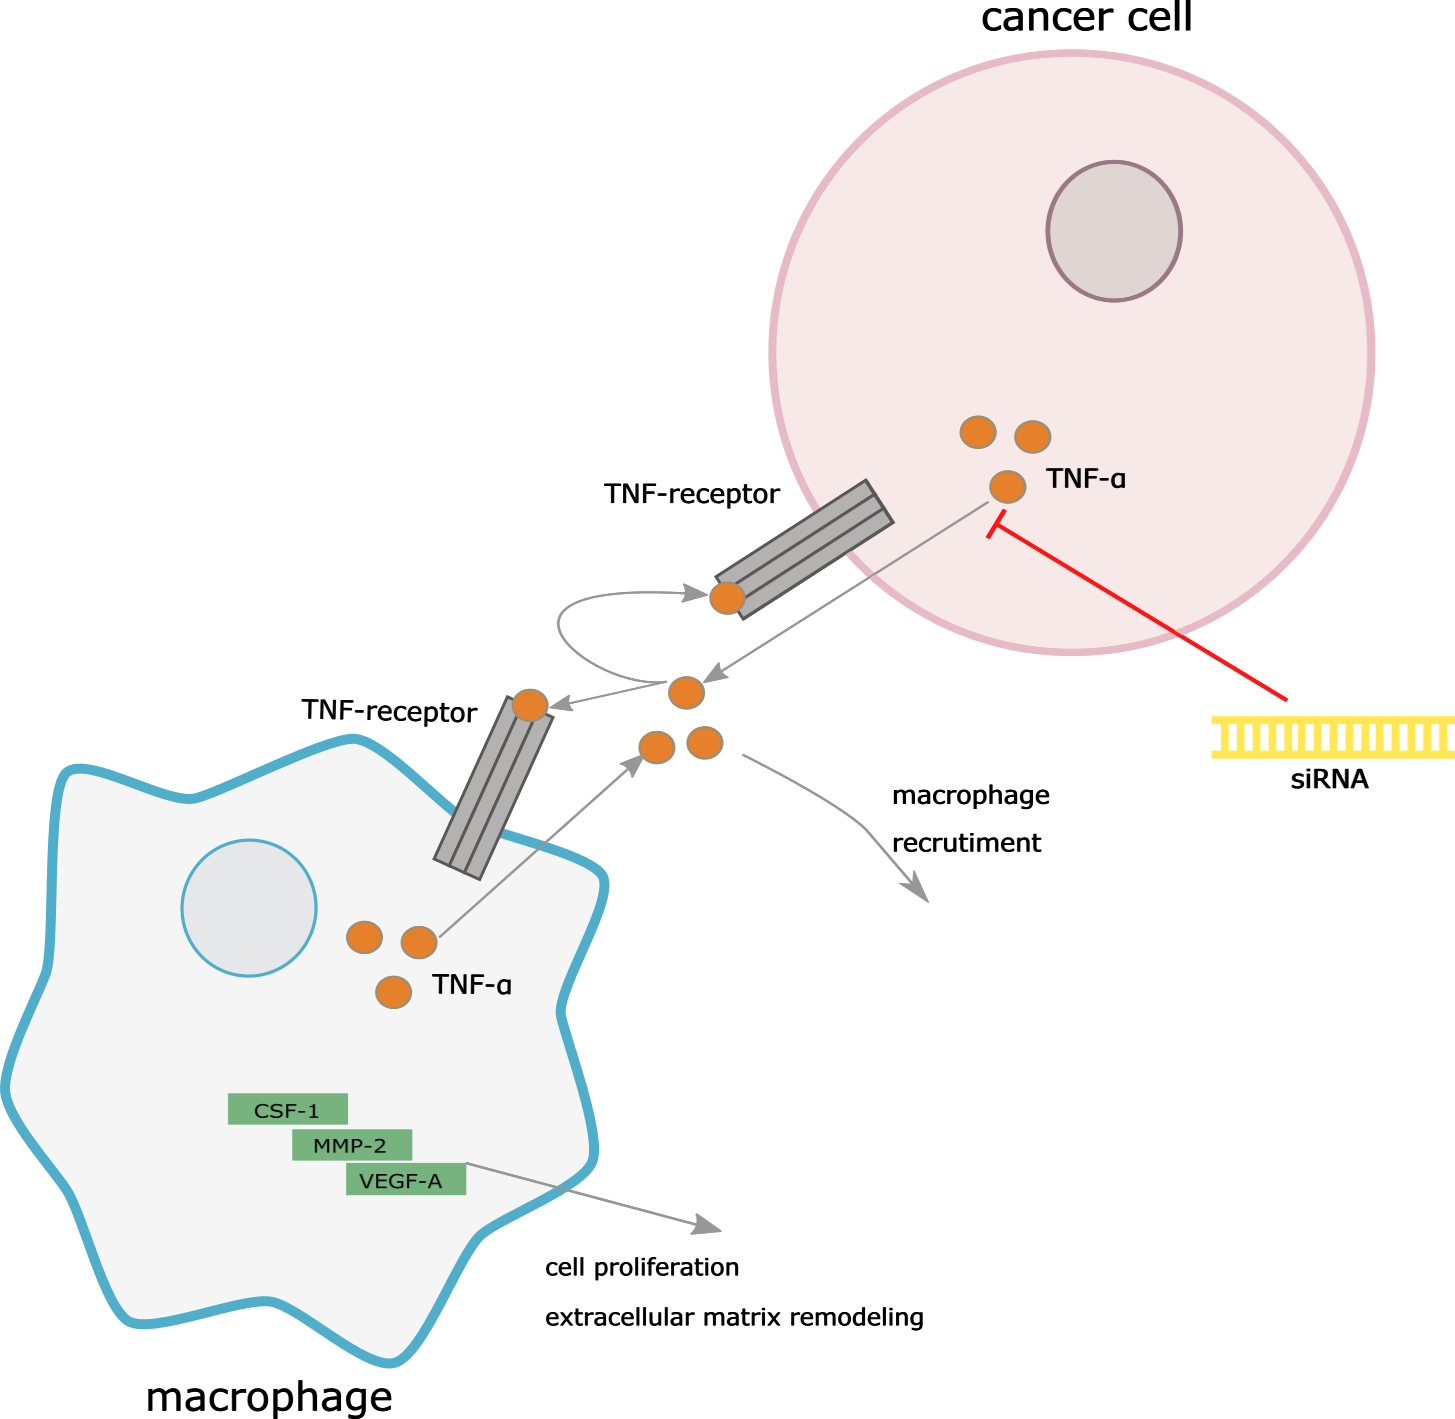 cancer cell
TNF-α
TNF-receptor
TNF-receptor
siRNA
macrophage
recrutiment
TNF-α
CSF-1
MMP-2
VEGF-A
cell proliferation
extracellular matrix remodeling
macrophage